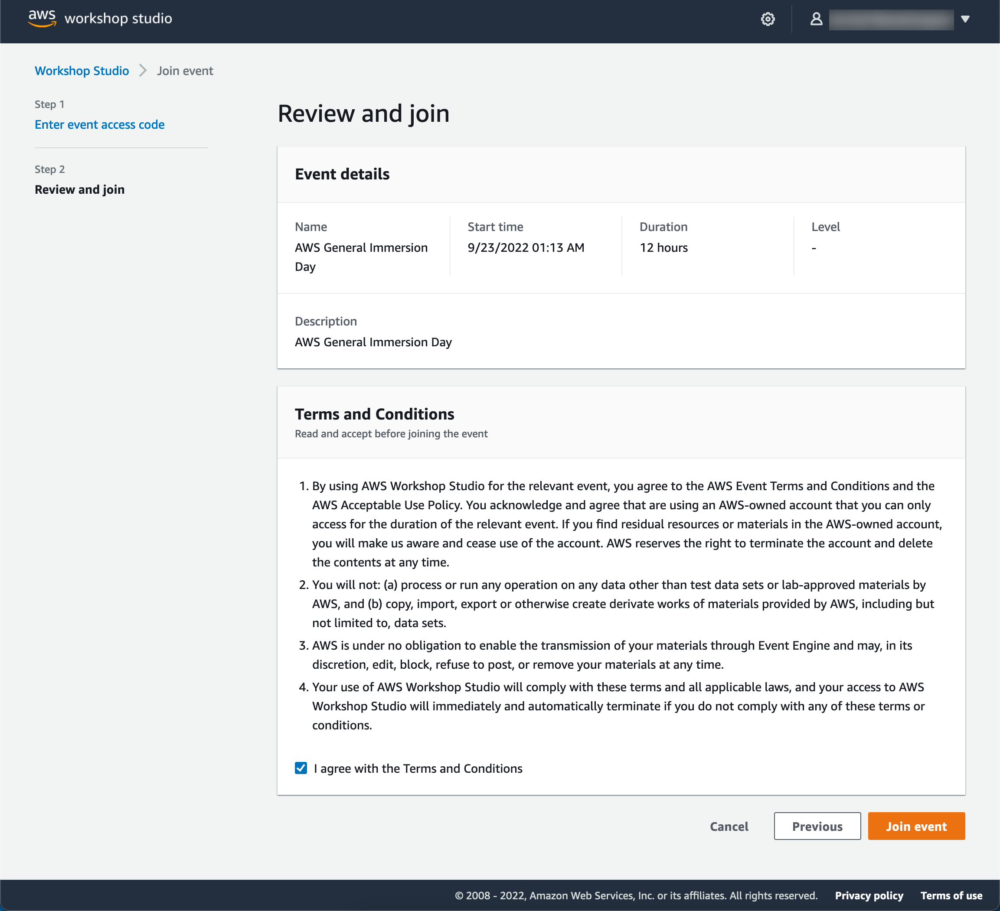 aws workshop studio
Workshop Studio
Join event
Step 1
Enter event access code
Step 2
Review and join
Review and join
Event details
Name
AWS General Immersion
Day
Start time
9/23/2022 01:13 AM
Duration
12 hours
Level
-
Description
AWS General Immersion Day
Terms and Conditions
Read and accept before joining the event
1. By using AWS Workshop Studio for the relevant event, you agree to the AWS Event Terms and Conditions and the
AWS Acceptable Use Policy. You acknowledge and agree that are using an AWS-owned account that you can only
access for the duration of the relevant event. If you find residual resources or materials in the AWS-owned account,
you will make us aware and cease use of the account. AWS reserves the right to terminate the account and delete
the contents at any time.
2. You will not: (a) process or run any operation on any data other than test data sets or lab-approved materials by
AWS, and (b) copy, import, export or otherwise create derivate works of materials provided by AWS, including but
not limited to, data sets.
3. AWS is under no obligation to enable the transmission of your materials through Event Engine and may, in its
discretion, edit, block, refuse to post, or remove your materials at any time.
4. Your use of AWS Workshop Studio will comply with these terms and all applicable laws, and your access to AWS
Workshop Studio will immediately and automatically terminate if you do not comply with any of these terms or
conditions.
I agree with the Terms and Conditions
Cancel
Previous
Join event
© 2008 - 2022, Amazon Web Services, Inc. or its affiliates. All rights reserved.
Privacy policy
Terms of use